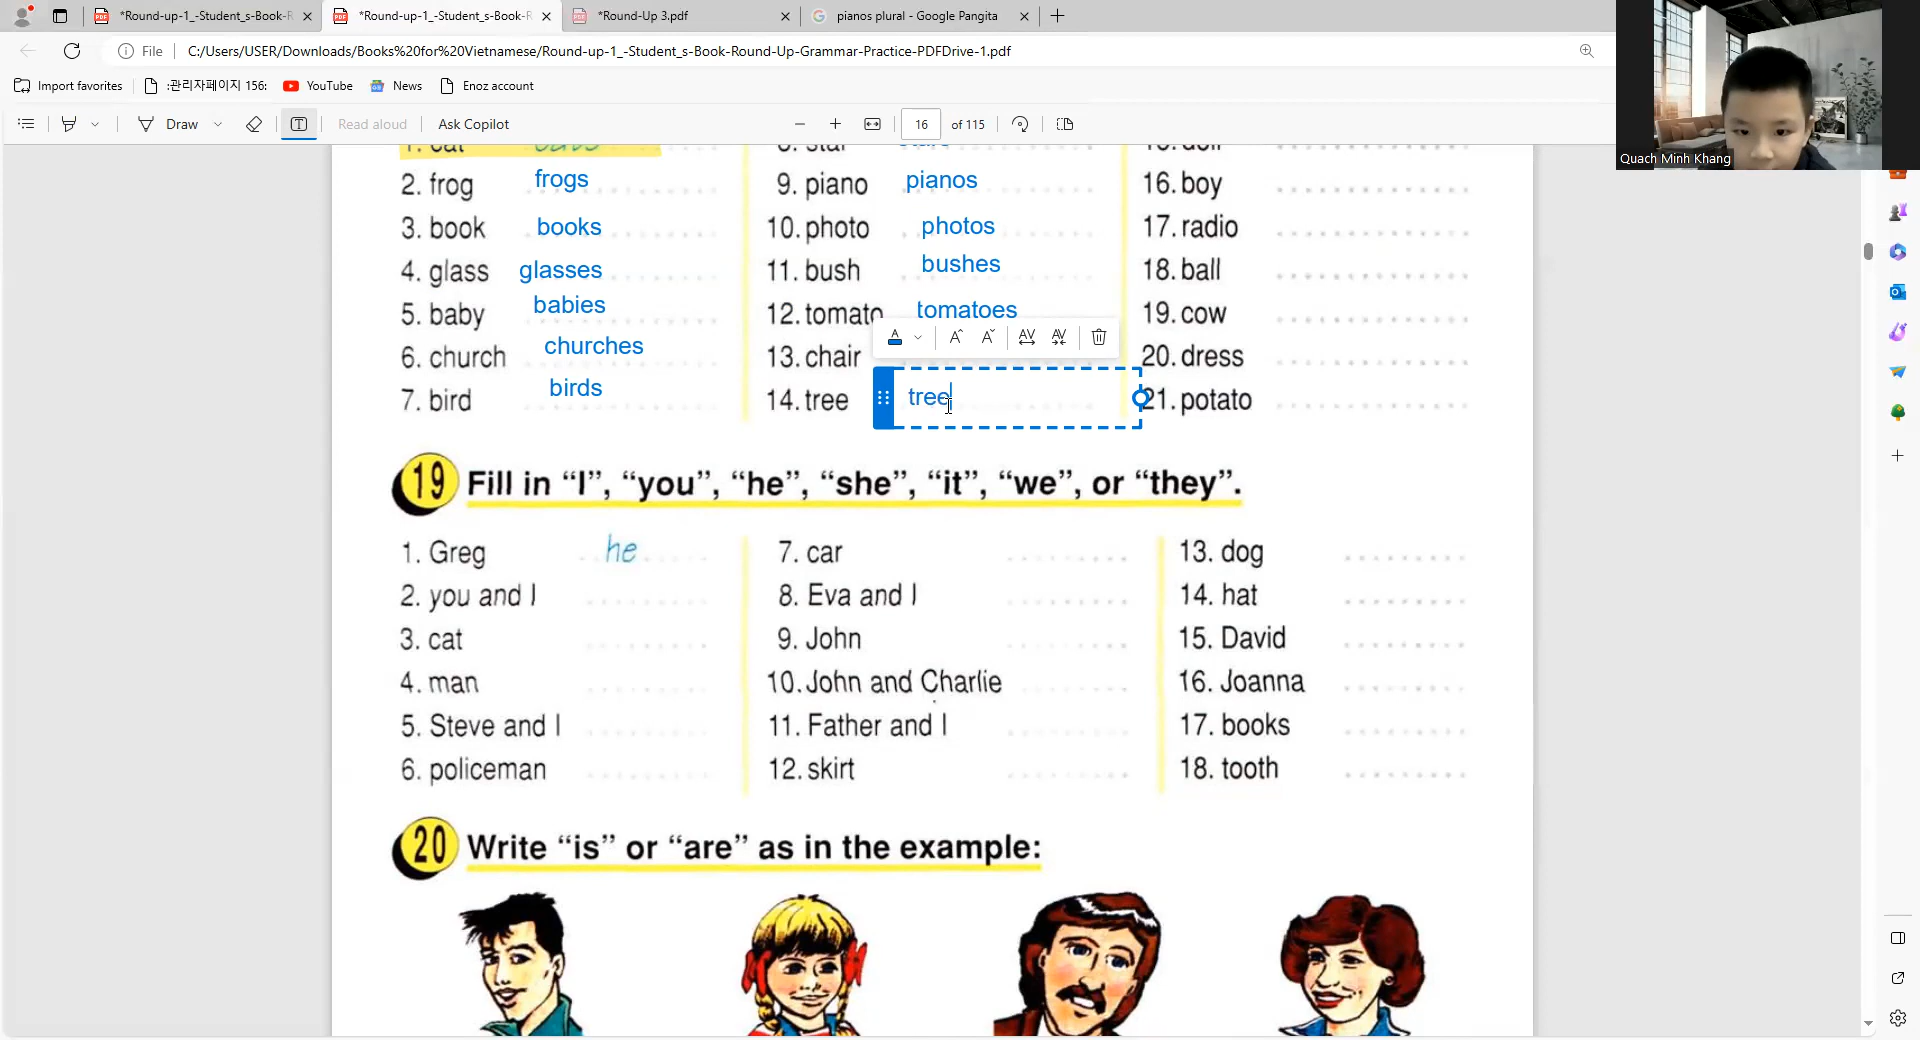 *Round-up-1_-Student_s-Book-R
*Round-up-1_-Student_s-Book-R
*Round-Up 3.pdf
pianos plural - Google Pangita
File
C:/Users/USER/Downloads/Books%20for%20Vietnamese/Round-up-1_-Student_s-Book-Round-Up-Grammar-Practice-PDFDrive-1.pdf
Import favorites
:관리자페이지 156:
YouTube
News
Enoz account
Draw
Read aloud
Ask Copilot
16 of 115
Quach Minh Khang
1. cat cats
2. frog frogs
3. book books
4. glass glasses
5. baby babies
6. church churches
7. bird birds
8. star stars
9. piano pianos
10. photo photos
11. bush bushes
12. tomato tomatoes
13. chair
14. tree tree
15. doll
16. boy
17. radio
18. ball
19. cow
20. dress
21. potato
19 Fill in “I”, “you”, “he”, “she”, “it”, “we”, or “they”.
1. Greg he
2. you and I
3. cat
4. man
5. Steve and I
6. policeman
7. car
8. Eva and I
9. John
10. John and Charlie
11. Father and I
12. skirt
13. dog
14. hat
15. David
16. Joanna
17. books
18. tooth
20 Write “is” or “are” as in the example: